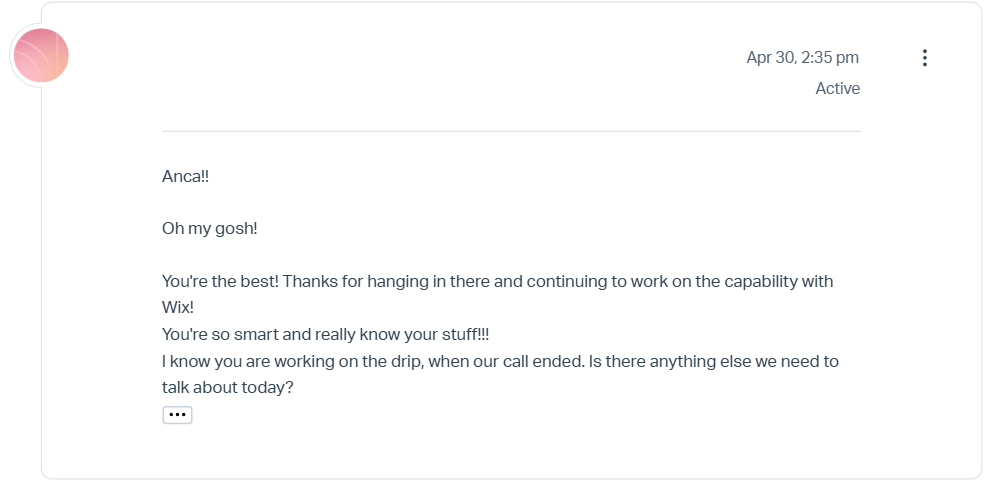 Apr 30, 2:35 pm
Active
Anca!!
Oh my gosh!
You're the best! Thanks for hanging in there and continuing to work on the capability with
Wix!
You're so smart and really know your stuff!!!
I know you are working on the drip, when our call ended. Is there anything else we need to
talk about today?